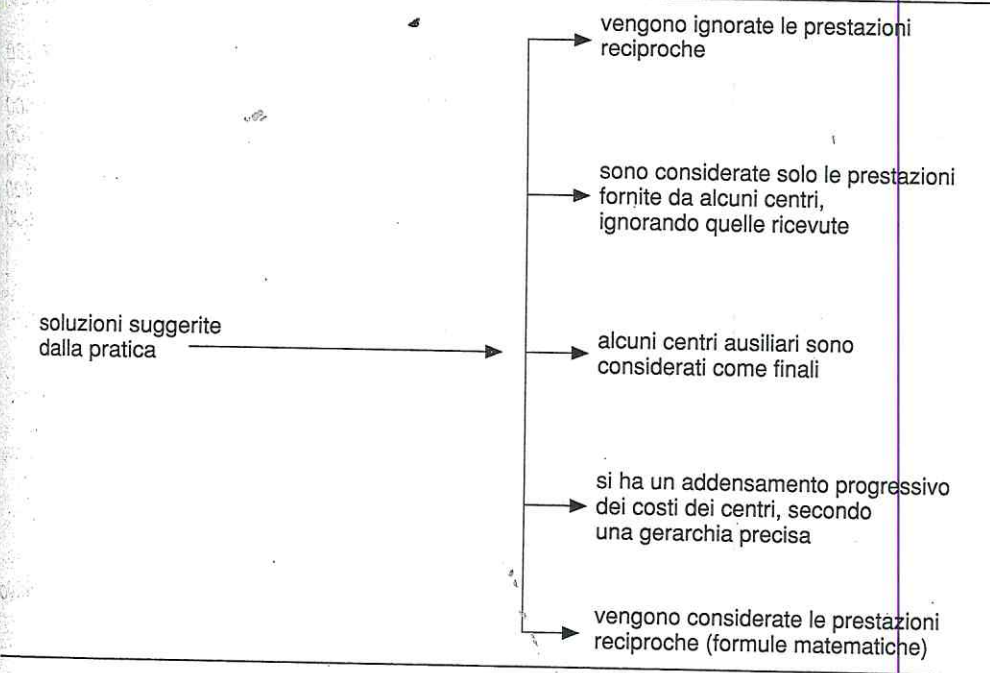 vengono ignorate le prestazioni
reciproche
sono considerate solo le prestazioni
fornite da alcuni centri,
ignorando quelle ricevute
soluzioni suggerite
dalla pratica
alcuni centri ausiliari sono
considerati come finali
si ha un addensamento progressivo
dei costi dei centri, secondo
una gerarchia precisa
vengono considerate le prestazioni
reciproche (formule matematiche)